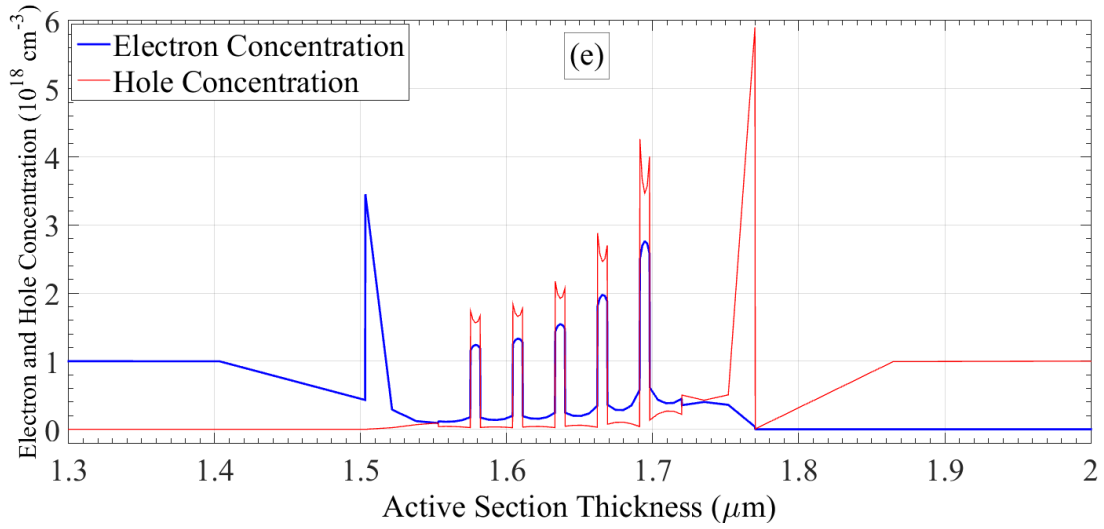 Electron and Hole Concentration (10^18 cm^-3)
6
5
4
3
2
1
0
Electron Concentration
Hole Concentration
(e)
1.3 1.4 1.5 1.6 1.7 1.8 1.9 2
Active Section Thickness (μm)